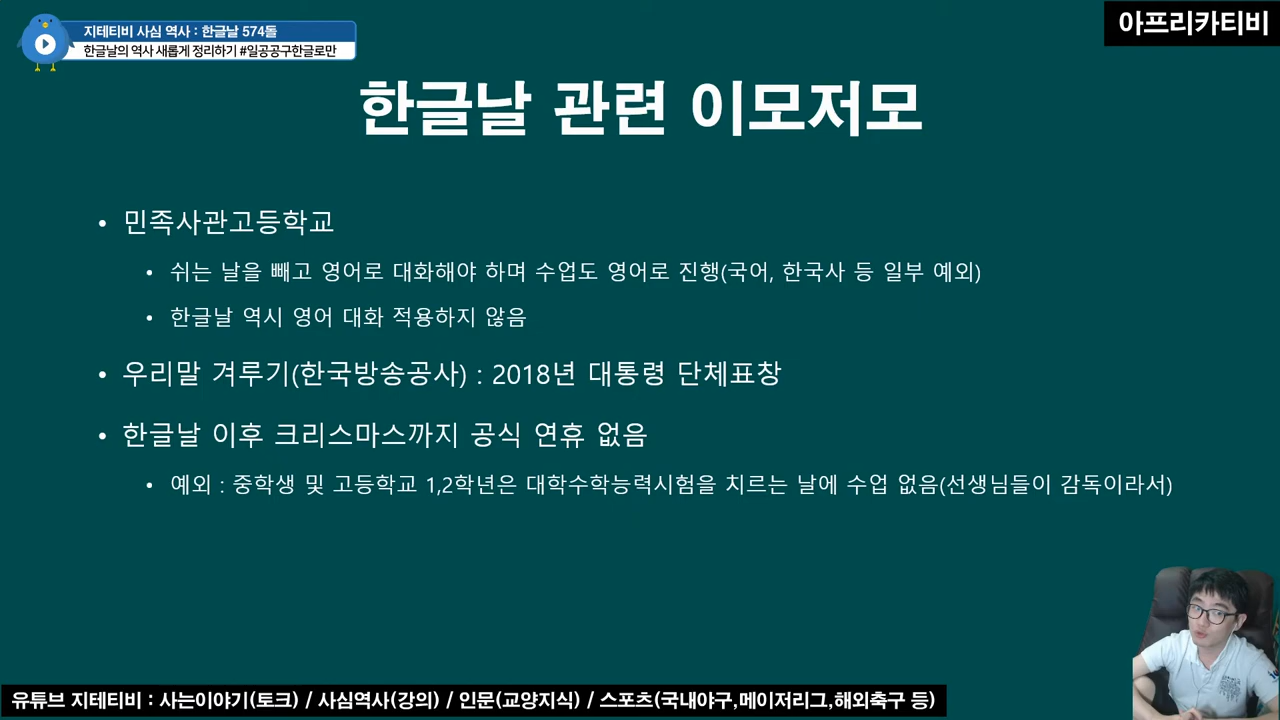 지테티비 사심 역사 : 한글날 574돌
한글날의 역사 새롭게 정리하기 #일공공구한글로만
아프리카티비
한글날 관련 이모저모
• 민족사관고등학교
• 쉬는 날을 빼고 영어로 대화해야 하며 수업도 영어로 진행(국어, 한국사 등 일부 예외)
• 한글날 역시 영어 대화 적용하지 않음
• 우리말 겨루기(한국방송공사) : 2018년 대통령 단체표창
• 한글날 이후 크리스마스까지 공식 연휴 없음
• 예외 : 중학생 및 고등학교 1,2학년은 대학수학능력시험을 치르는 날에 수업 없음(선생님들이 감독이라서)
유튜브 지테티비 : 사는이야기(토크) / 사심역사(강의) / 인문(교양지식) / 스포츠(국내야구,메이저리그,해외축구 등)